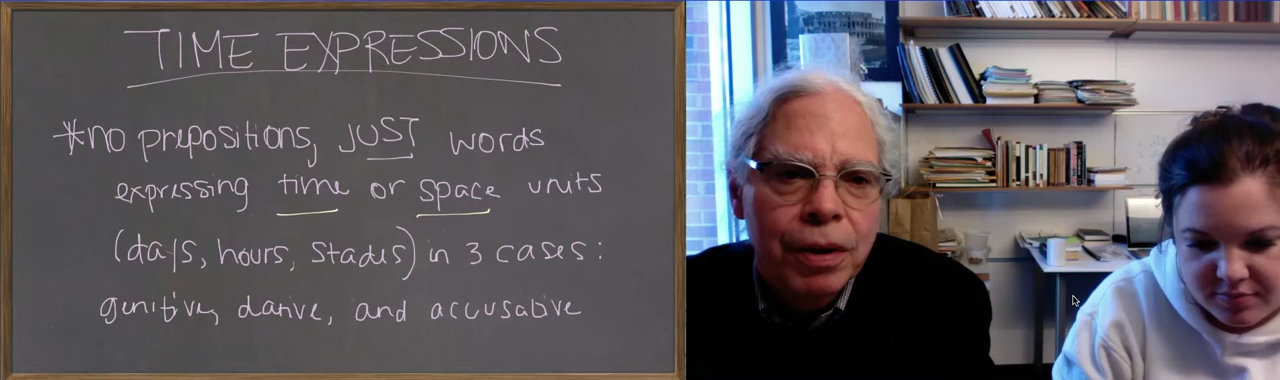 TIME EXPRESSIONS
*no prepositions, JUST words
expressing time or space units
(days, hours, stades) in 3 cases:
genitive, dative, and accusative